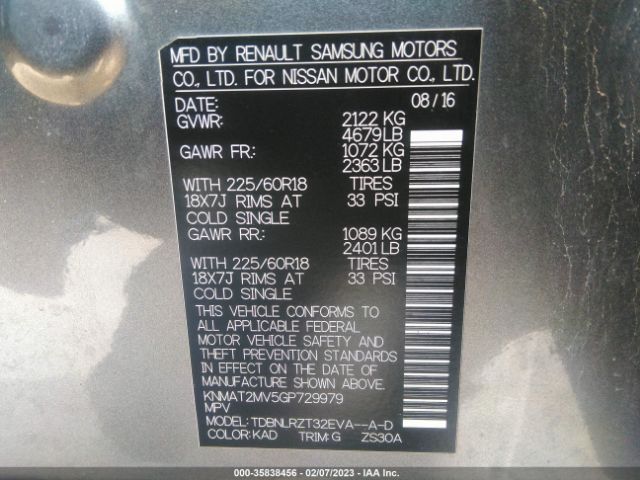 MFD BY RENAULT SAMSUNG MOTORS
CO., LTD. FOR NISSAN MOTOR CO., LTD.
DATE: 08/16
GVWR: 2122 KG
4679 LB
GAWR FR.: 1072 KG
2363 LB
WITH 225/60R18 TIRES
18X7J RIMS AT 33 PSI
COLD SINGLE
GAWR RR.: 1089 KG
2401 LB
WITH 225/60R18 TIRES
18X7J RIMS AT 33 PSI
COLD SINGLE
THIS VEHICLE CONFORMS TO
ALL APPLICABLE FEDERAL
MOTOR VEHICLE SAFETY AND
THEFT PREVENTION STANDARDS
IN EFFECT ON THE DATE OF
MANUFACTURE SHOWN ABOVE.
KNMAT2MV5GP729979
MPV
MODEL: TDBNLRZT32EVA--A-D
COLOR: KAD TRIM: G ZS30A
000-35838456 - 02/07/2023 - IAA Inc.